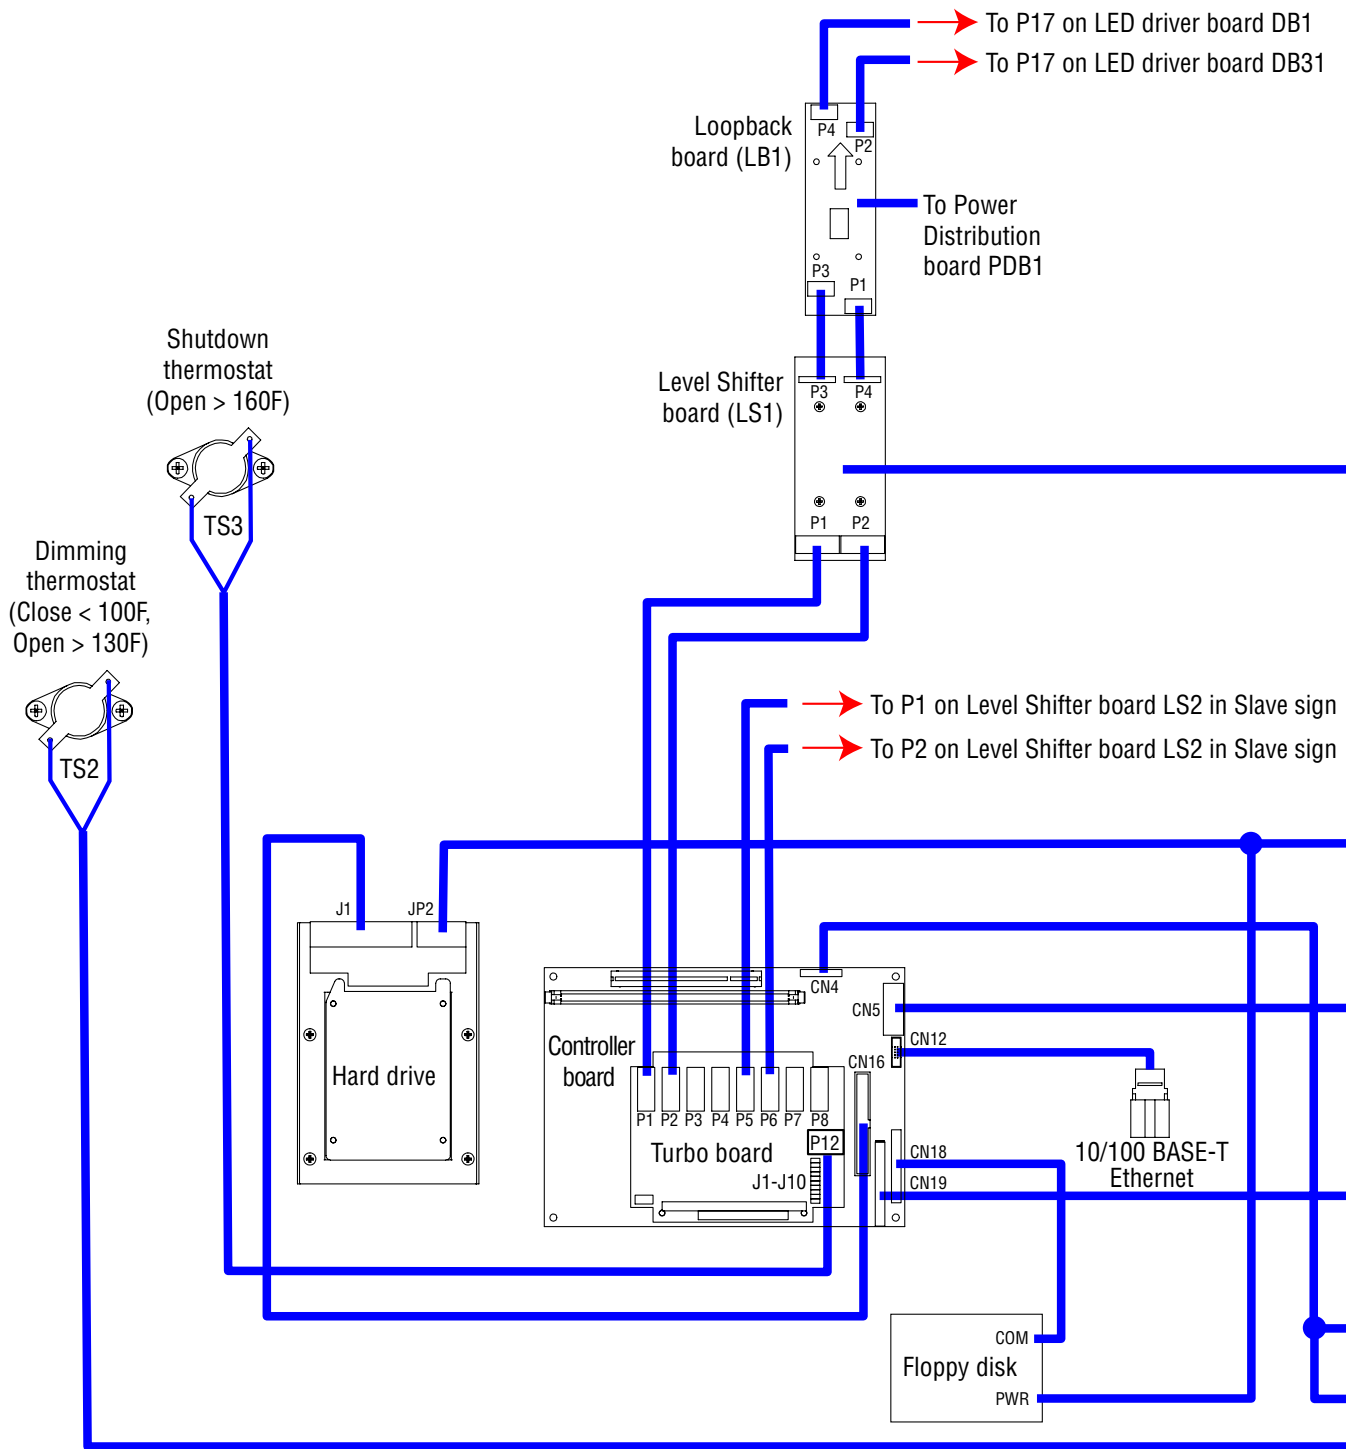 To P17 on LED driver board DB1
To P17 on LED driver board DB31
Loopback
board (LB1)
P4
P2
To Power
Distribution
board PDB1
P3
P1
Shutdown
thermostat
(Open > 160F)
TS3
Level Shifter
board (LS1)
P3
P4
P1
P2
Dimming
thermostat
(Close < 100F,
Open > 130F)
TS2
To P1 on Level Shifter board LS2 in Slave sign
To P2 on Level Shifter board LS2 in Slave sign
J1
JP2
Hard drive
CN4
CN5
CN12
Controller
board
CN16
P1
P2
P3
P4
P5
P6
P7
P8
P12
Turbo board
J1-J10
CN18
CN19
10/100 BASE-T
Ethernet
COM
Floppy disk
PWR